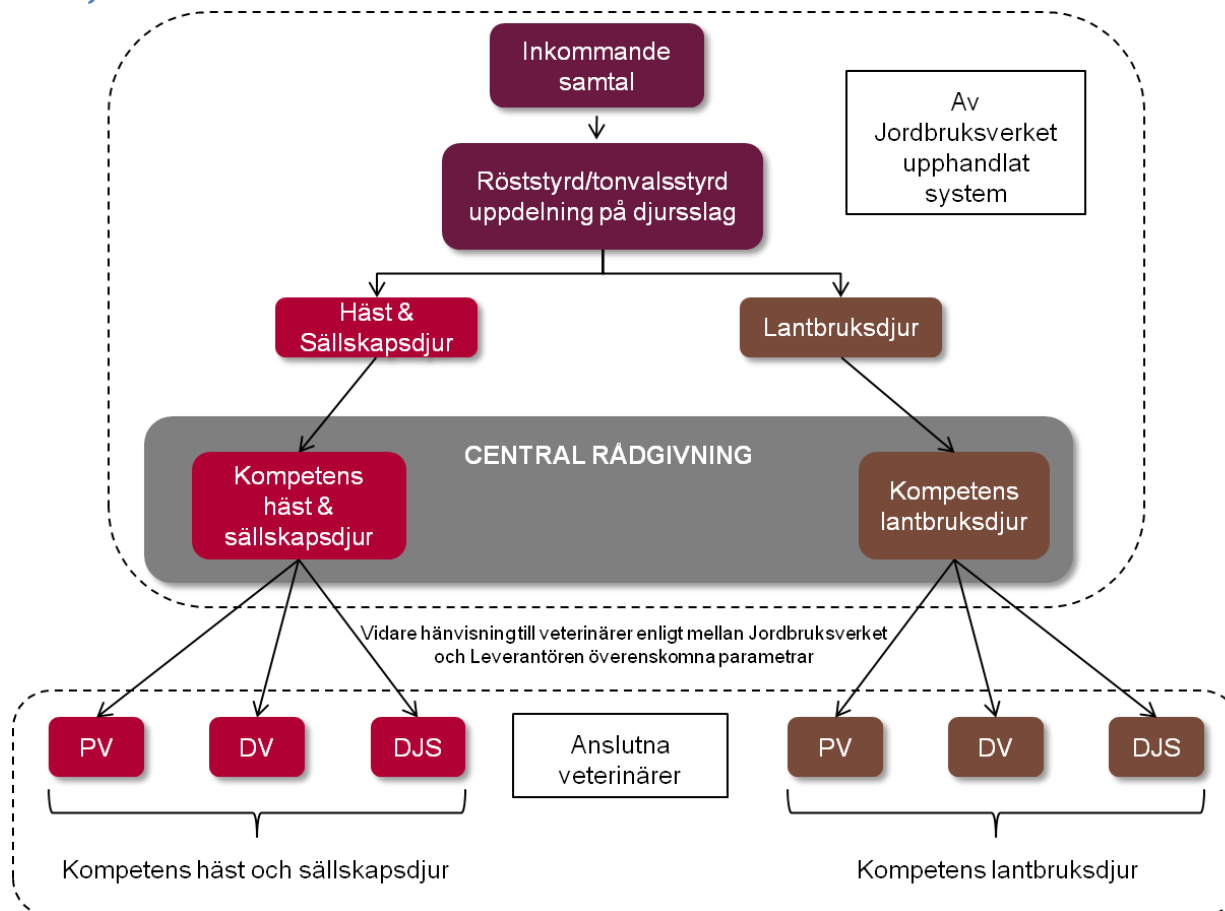 Inkommande
samtal
Av
Jordbruksverket
upphandlat
system
Röststyrd/tonvalsstyrd
uppdelning på djursslag
Häst &
Sällskapsdjur
Lantbruksdjur
CENTRAL RÅDGIVNING
Kompetens
häst &
sällskapsdjur
Kompetens
lantbruksdjur
Vidare hänvisning till veterinärer enligt mellan Jordbruksverket
och Leverantören överenskomna parametrar
PV
DV
DJS
Anslutna
veterinärer
PV
DV
DJS
Kompetens häst och sällskapsdjur
Kompetens lantbruksdjur